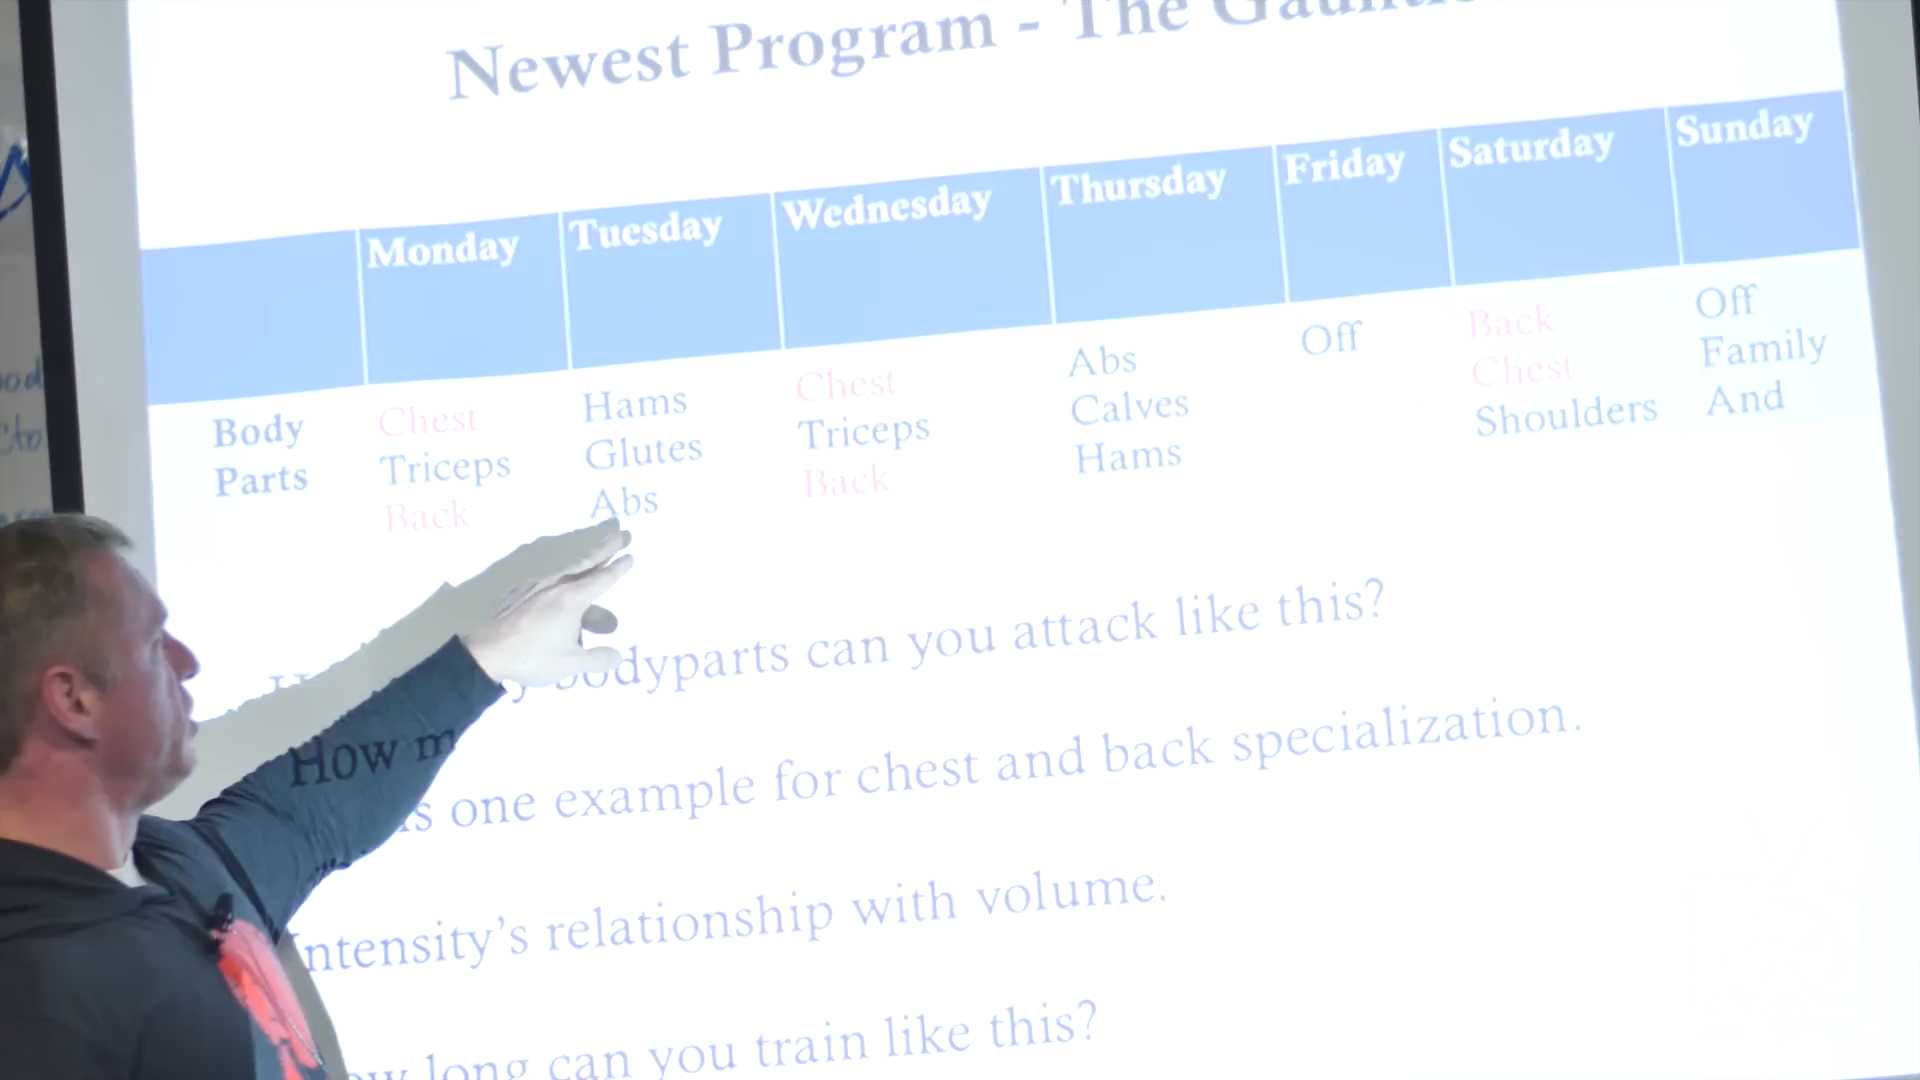 Newest Program - The
Monday Tuesday Wednesday Thursday Friday Saturday Sunday
Body Parts
Chest
Triceps
Back
Hams
Glutes
Abs
Chest
Triceps
Back
Abs
Calves
Hams
Off
Back
Chest
Shoulders
Off
Family
And
can you attack like this?
How
one example for chest and back specialization.
relationship with volume.
long can you train like this?